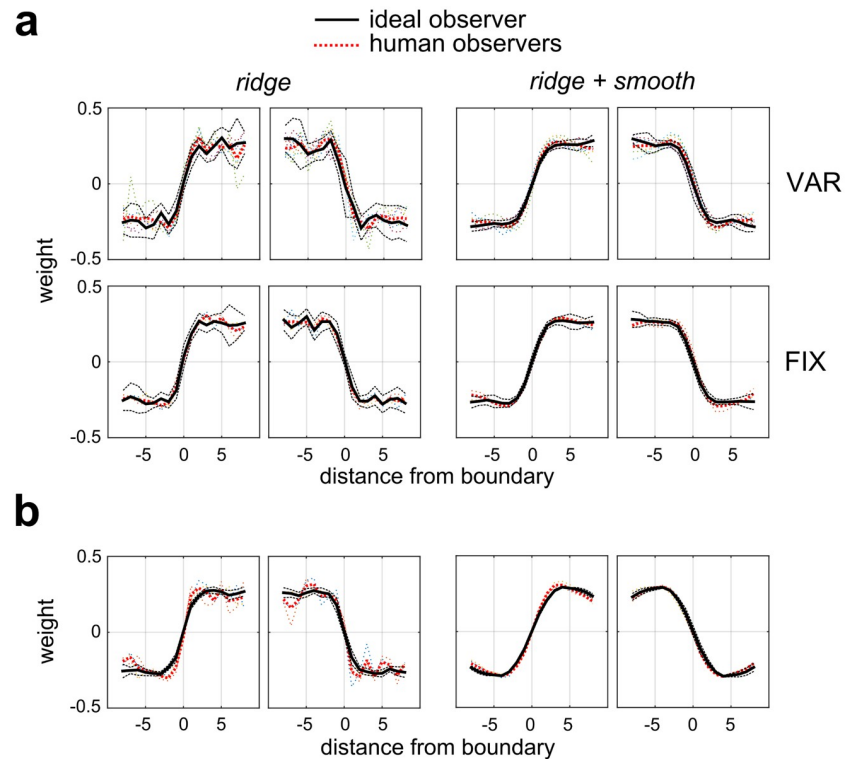 a
ideal observer
human observers
ridge
ridge + smooth
0.5
0
-0.5
VAR
weight
0.5
0
-0.5
FIX
-5 0 5 -5 0 5 -5 0 5 -5 0 5
distance from boundary
b
0.5
0
-0.5
weight
-5 0 5 -5 0 5 -5 0 5 -5 0 5
distance from boundary